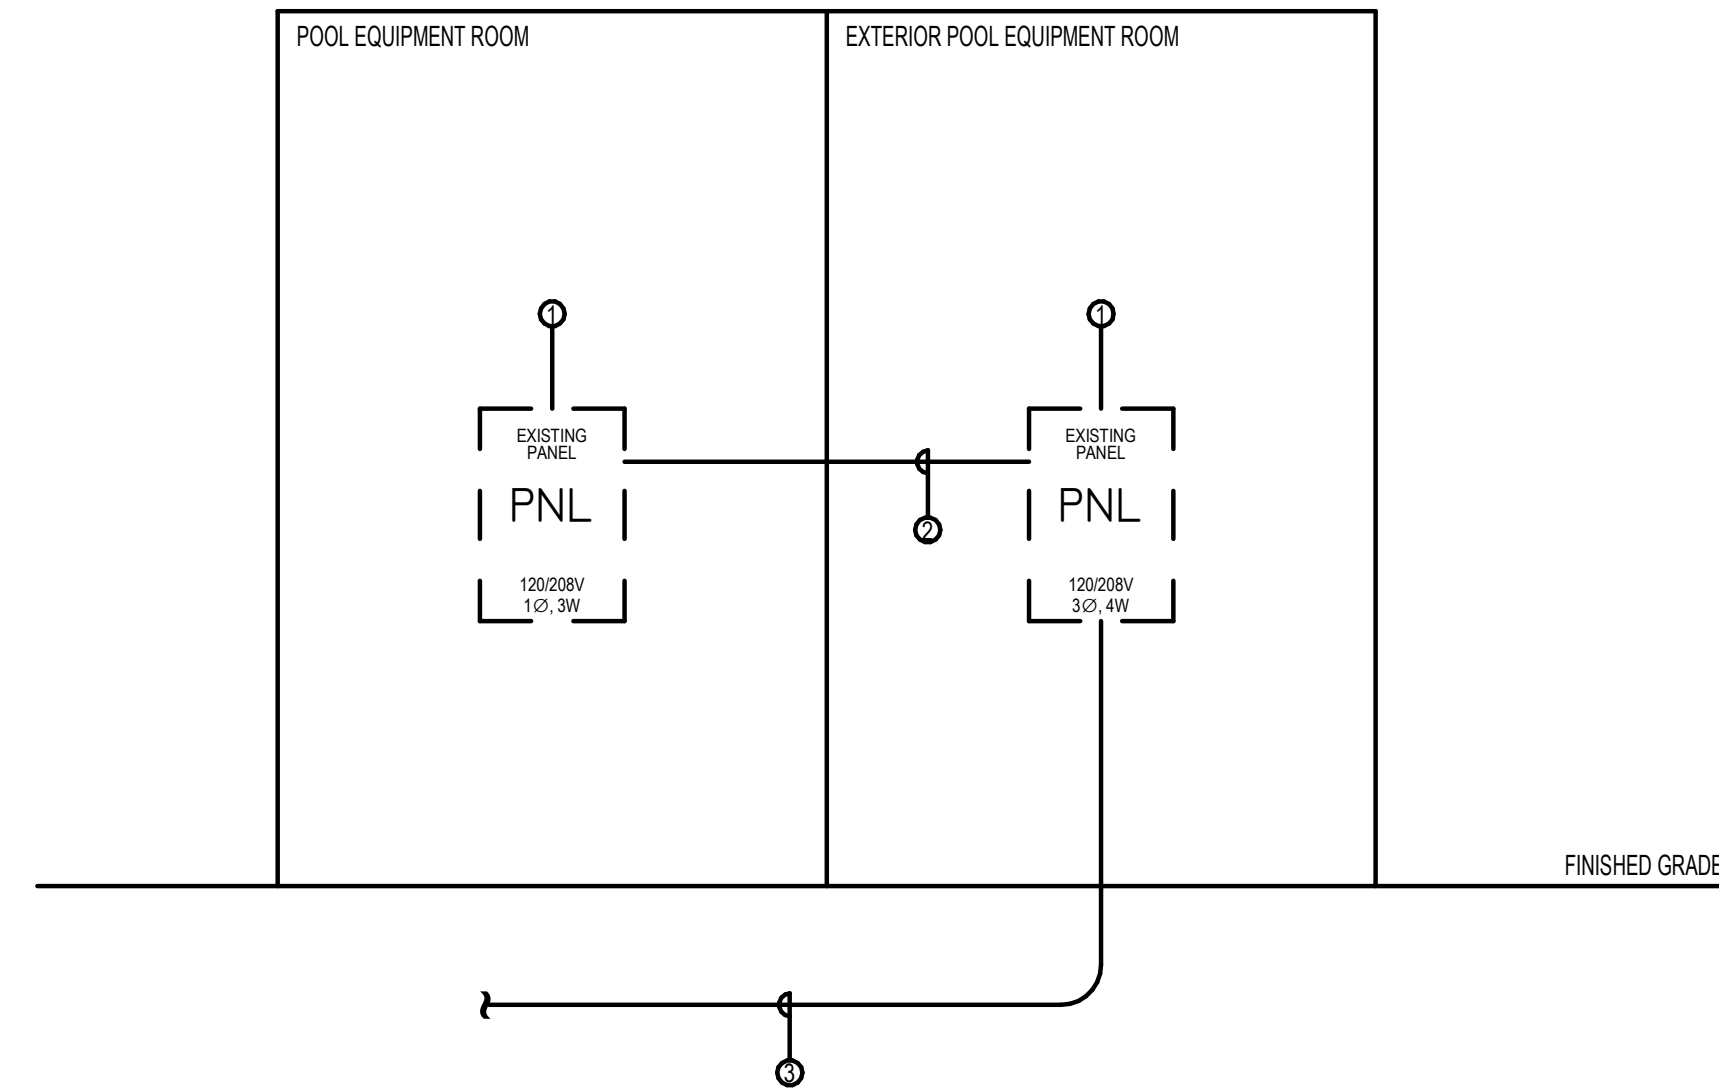 POOL EQUIPMENT ROOM
EXTERIOR POOL EQUIPMENT ROOM
1
1
EXISTING
PANEL
PNL
120/208V
1∅, 3W
EXISTING
PANEL
PNL
120/208V
3∅, 4W
2
FINISHED GRADE
3